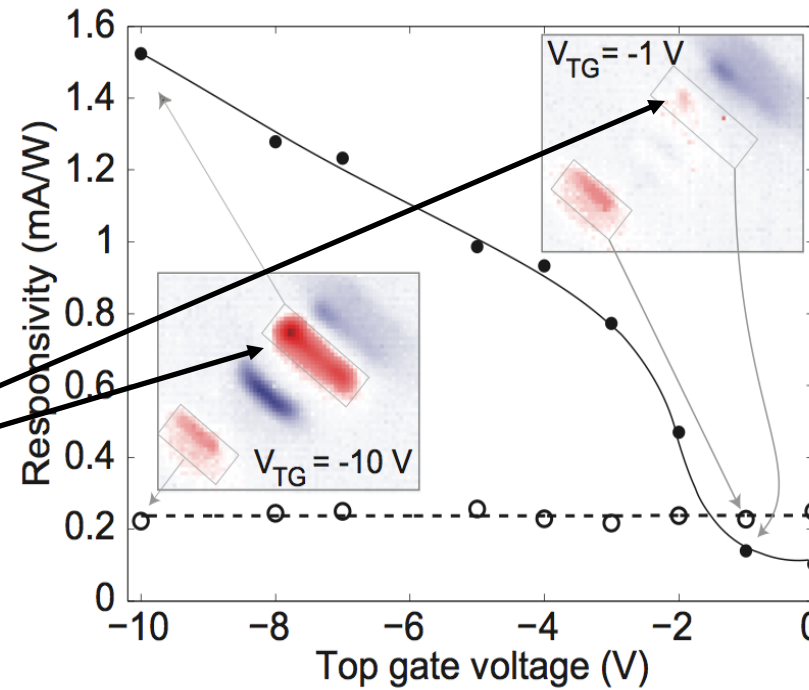 1.6
1.4
1.2
1
0.8
0.6
0.4
0.2
0
Responsivity (mA/W)
V_TG = -1 V
V_TG = -10 V
−10 −8 −6 −4 −2 0
Top gate voltage (V)